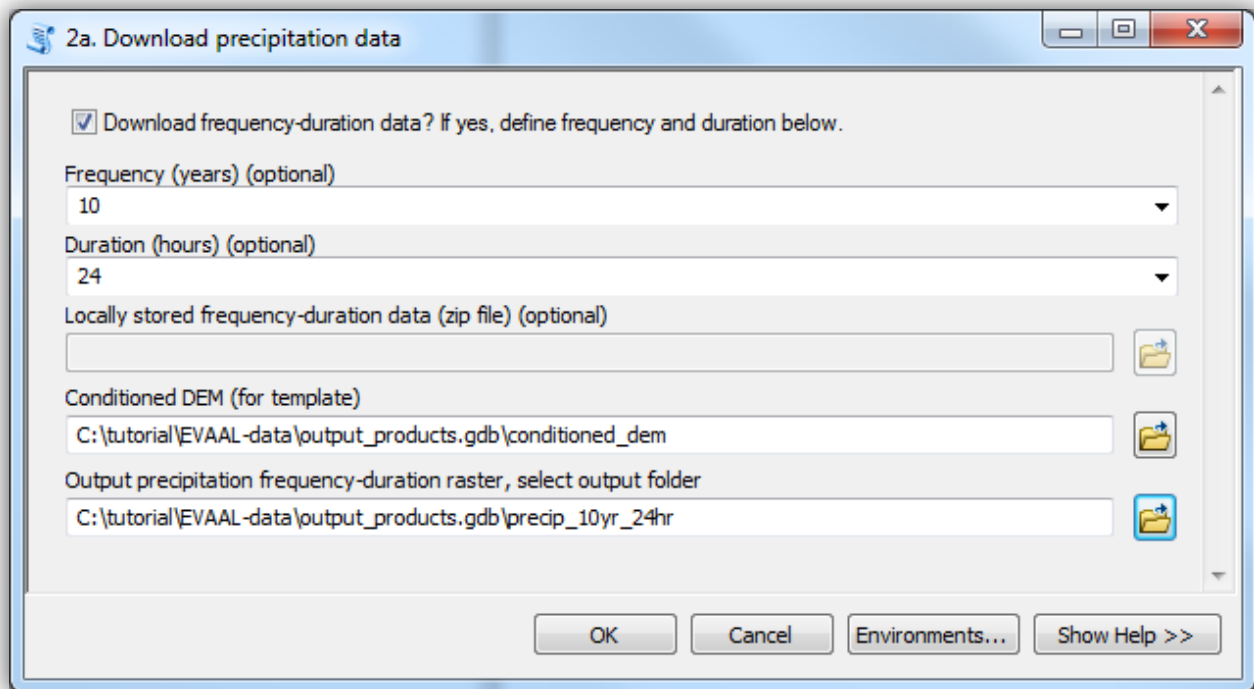 2a. Download precipitation data
Download frequency-duration data? If yes, define frequency and duration below.
Frequency (years) (optional)
10
Duration (hours) (optional)
24
Locally stored frequency-duration data (zip file) (optional)
Conditioned DEM (for template)
C:\tutorial\EVAAL-data\output_products.gdb\conditioned_dem
Output precipitation frequency-duration raster, select output folder
C:\tutorial\EVAAL-data\output_products.gdb\precip_10yr_24hr
OK Cancel Environments... Show Help >>